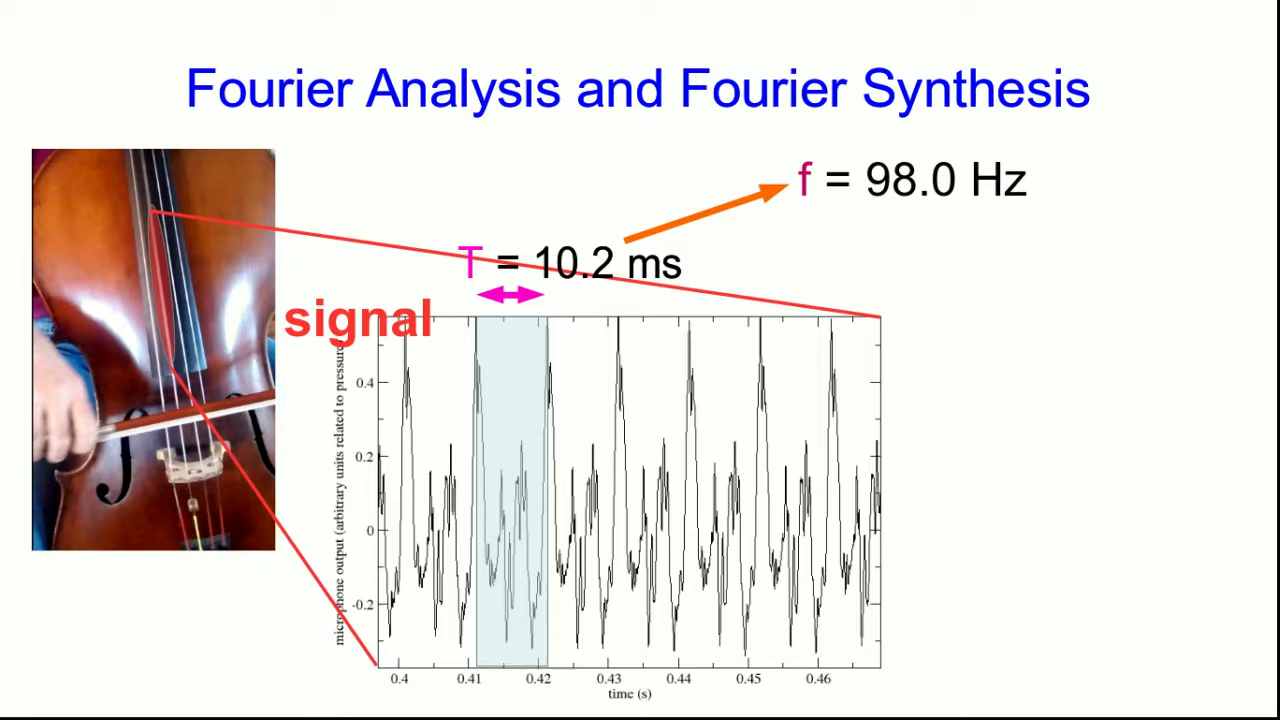 Fourier Analysis and Fourier Synthesis
f = 98.0 Hz
T = 10.2 ms
signal
microphone output (arbitrary units related to pressure)
0.4
0.2
0
-0.2
0.4
0.41
0.42
0.43
0.44
0.45
0.46
time (s)